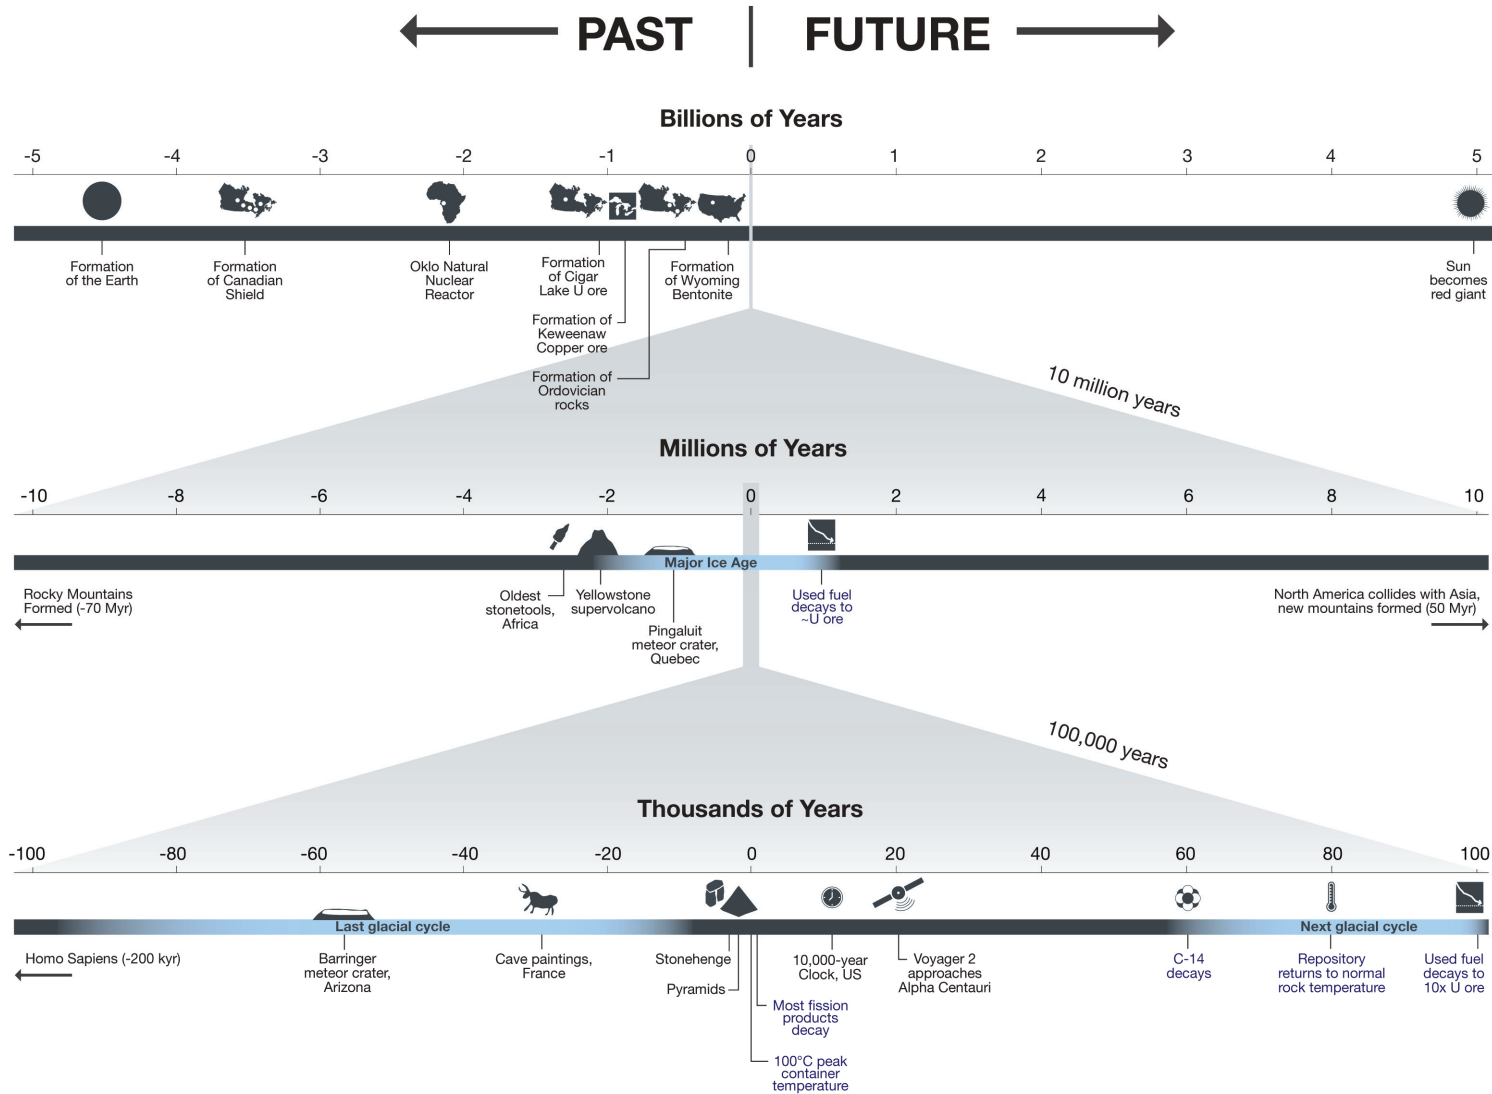 PAST
FUTURE
Billions of Years
-5 -4 -3 -2 -1 0 1 2 3 4 5
Formation
of the Earth
Formation
of Canadian
Shield
Oklo Natural
Nuclear
Reactor
Formation
of Cigar
Lake U ore
Formation of
Keweenaw
Copper ore
Formation of
Ordovician
rocks
Formation
of Wyoming
Bentonite
Sun
becomes
red giant
10 million years
Millions of Years
-10 -8 -6 -4 -2 0 2 4 6 8 10
Major Ice Age
Rocky Mountains
Formed (-70 Myr)
Oldest
stonetools,
Africa
Yellowstone
supervolcano
Pingaluit
meteor crater,
Quebec
Used fuel
decays to
~U ore
North America collides with Asia,
new mountains formed (50 Myr)
100,000 years
Thousands of Years
-100 -80 -60 -40 -20 0 20 40 60 80 100
Last glacial cycle
Next glacial cycle
Homo Sapiens (-200 kyr)
Barringer
meteor crater,
Arizona
Cave paintings,
France
Stonehenge
Pyramids
Most fission
products
decay
100°C peak
container
temperature
10,000-year
Clock, US
Voyager 2
approaches
Alpha Centauri
C-14
decays
Repository
returns to normal
rock temperature
Used fuel
decays to
10x U ore